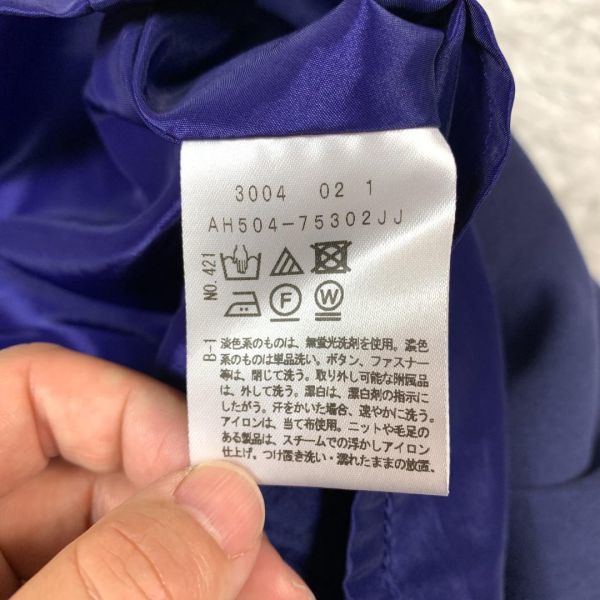 3004 02 1
AH504-75302JJ
NO.421
F W
B-1
淡色系のものは、無蛍光洗剤を使用。濃色
系のものは単品洗い。ボタン、ファスナー
等は、閉じて洗う。取り外し可能な附属品
は、外して洗う。漂白は、漂白剤の指示に
したがう。汗をかいた場合、速やかに洗う。
アイロンは、当て布使用。ニットや毛足の
ある製品は、スチームでの浮かしアイロン
仕上げ。つけ置き洗い・濡れたままの放置、